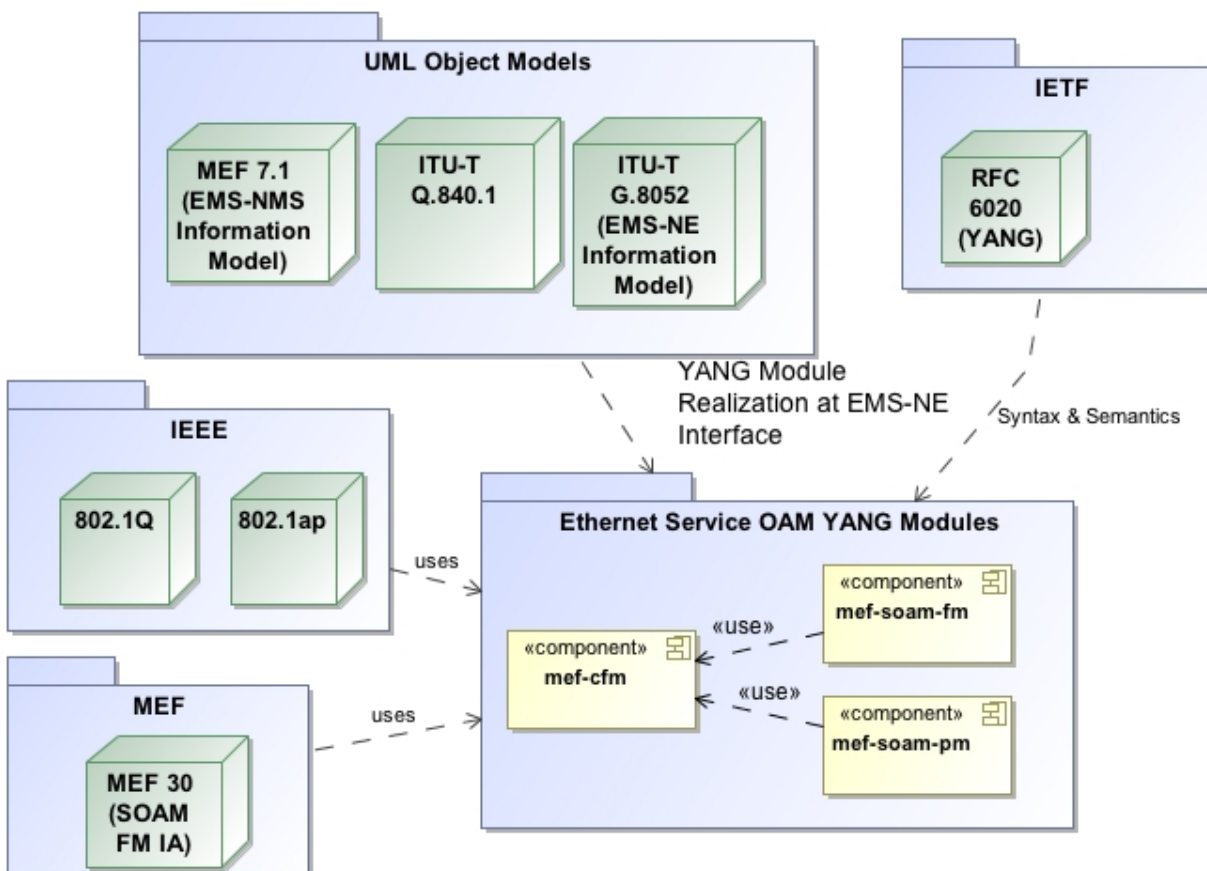 UML Object Models
MEF 7.1
(EMS-NMS
Information
Model)
ITU-T
Q.840.1
ITU-T
G.8052
(EMS-NE
Information
Model)
IETF
RFC
6020
(YANG)
YANG Module
Realization at EMS-NE
Interface
Syntax & Semantics
IEEE
802.1Q
802.1ap
uses
Ethernet Service OAM YANG Modules
«component»
mef-soam-fm
«use»
«component»
mef-cfm
«use»
«component»
mef-soam-pm
MEF
uses
MEF 30
(SOAM
FM IA)